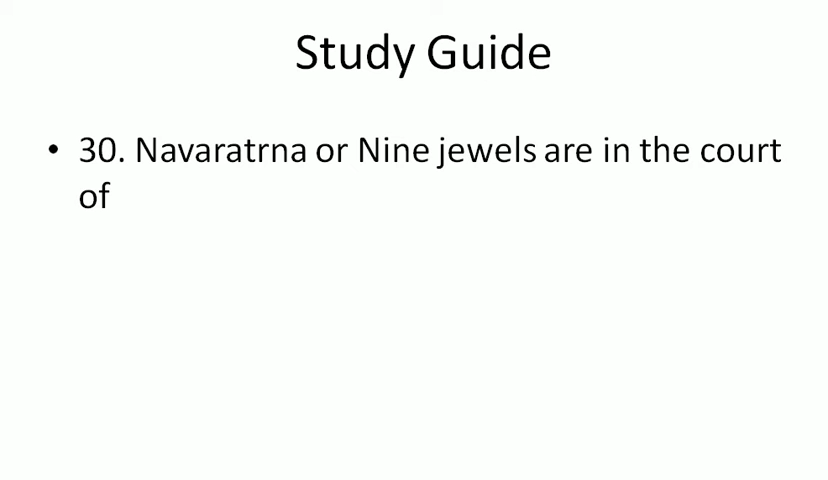 Study Guide
• 30. Navaratrna or Nine jewels are in the court
of